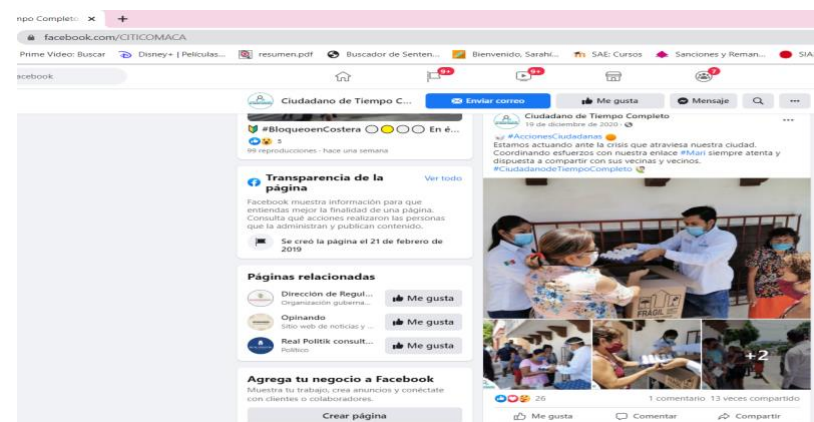 mpo Completo × +
facebook.com/CITICOMACA
Prime Video: Buscar Disney+ | Películas... resumen.pdf Buscador de Senten... Bienvenido, Sarahí... SAE: Cursos Sanciones y Reman... SIA
acebook 9+ 9+ 7
Ciudadano de Tiempo C... Enviar correo Me gusta Mensaje ...
#BloqueoenCostera En é...
5
99 reproducciones · hace una semana
Transparencia de la página Ver todo
Facebook muestra información para que
entiendas mejor la finalidad de una página.
Consulta qué acciones realizaron las personas
que la administran y publican contenido.
Se creó la página el 21 de febrero de
2019
Páginas relacionadas
Dirección de Regul... Me gusta
Organización guberna...
Opinando Me gusta
Sitio web de noticias y ...
Real Politik consult... Me gusta
Político
Agrega tu negocio a Facebook
Muestra tu trabajo, crea anuncios y conéctate
con clientes o colaboradores.
Crear página
Ciudadano de Tiempo Completo ...
19 de diciembre de 2020 ·
#AccionesCiudadanas
Estamos actuando ante la crisis que atraviesa nuestra ciudad.
Coordinando esfuerzos con nuestra enlace #Mari siempre atenta y
dispuesta a compartir con sus vecinas y vecinos.
#CiudadanodeTiempoCompleto
FRÁGIL
+2
26 1 comentario 13 veces compartido
Me gusta Comentar Compartir